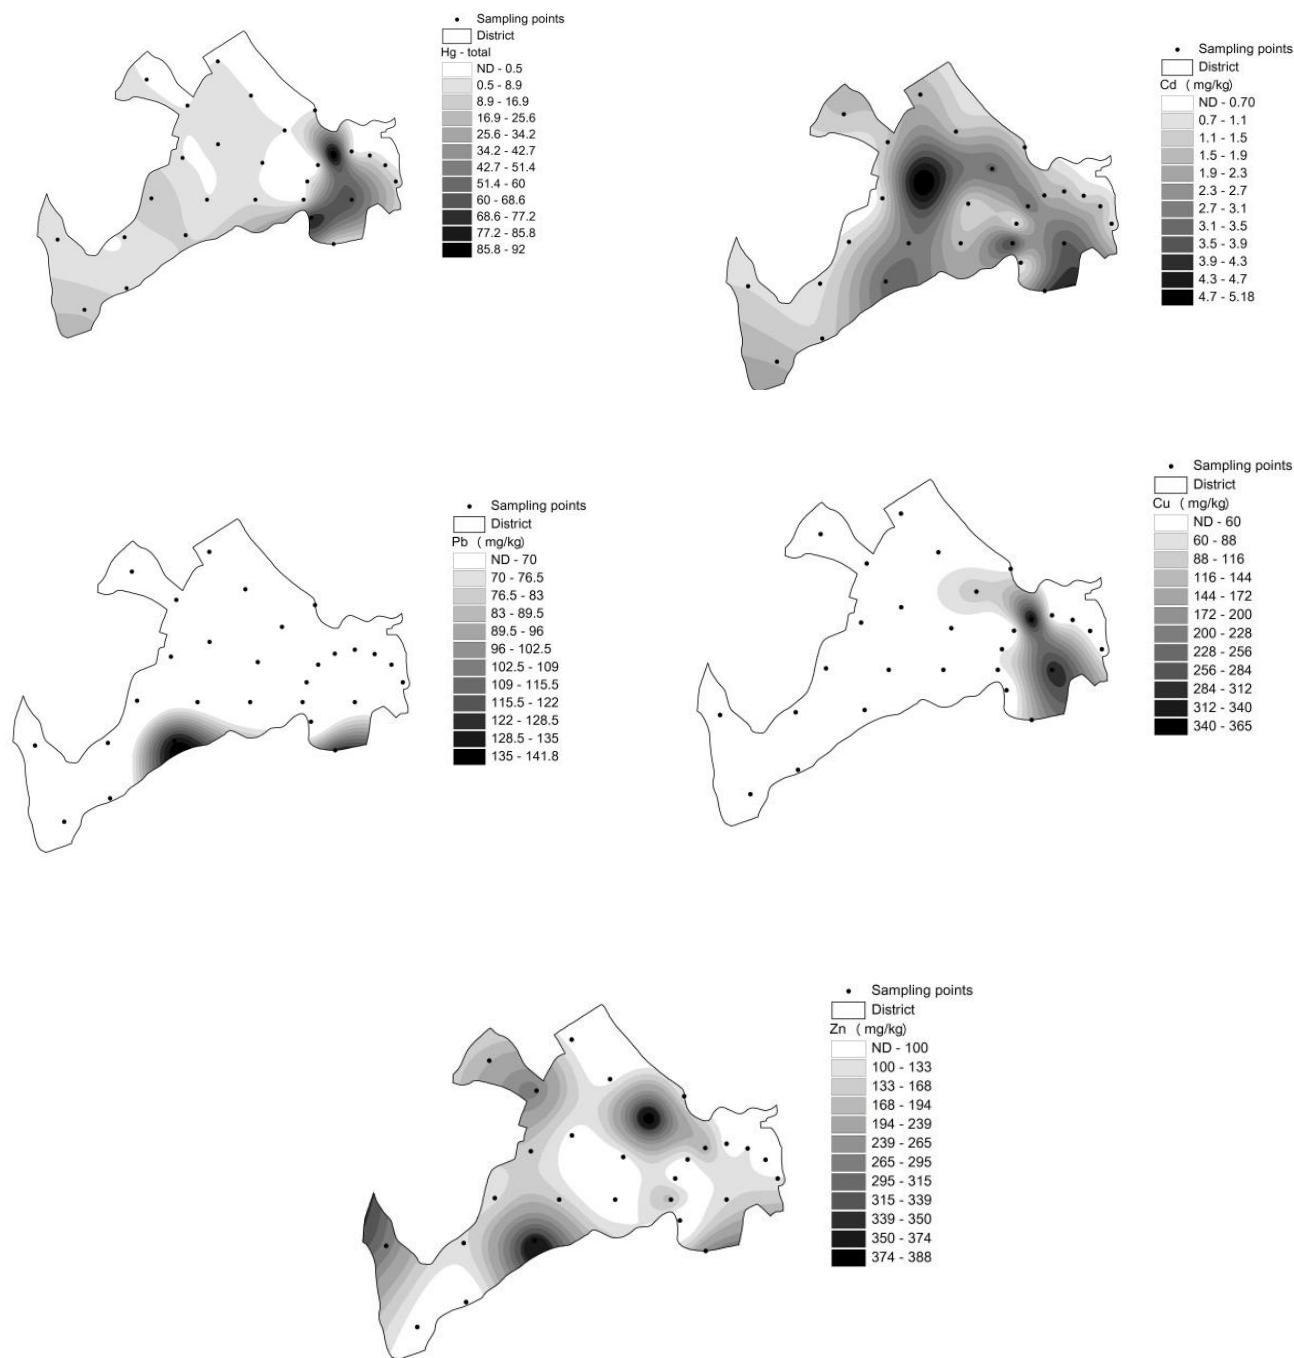 Sampling points
District
Hg - total
ND - 0.5
0.5 - 8.9
8.9 - 16.9
16.9 - 25.6
25.6 - 34.2
34.2 - 42.7
42.7 - 51.4
51.4 - 60
60 - 68.6
68.6 - 77.2
77.2 - 85.8
85.8 - 92
Sampling points
District
Cd ( mg/kg)
ND - 0.70
0.7 - 1.1
1.1 - 1.5
1.5 - 1.9
1.9 - 2.3
2.3 - 2.7
2.7 - 3.1
3.1 - 3.5
3.5 - 3.9
3.9 - 4.3
4.3 - 4.7
4.7 - 5.18
Sampling points
District
Pb ( mg/kg)
ND - 70
70 - 76.5
76.5 - 83
83 - 89.5
89.5 - 96
96 - 102.5
102.5 - 109
109 - 115.5
115.5 - 122
122 - 128.5
128.5 - 135
135 - 141.8
Sampling points
District
Cu ( mg/kg)
ND - 60
60 - 88
88 - 116
116 - 144
144 - 172
172 - 200
200 - 228
228 - 256
256 - 284
284 - 312
312 - 340
340 - 365
Sampling points
District
Zn ( mg/kg)
ND - 100
100 - 133
133 - 168
168 - 194
194 - 239
239 - 265
265 - 295
295 - 315
315 - 339
339 - 350
350 - 374
374 - 388